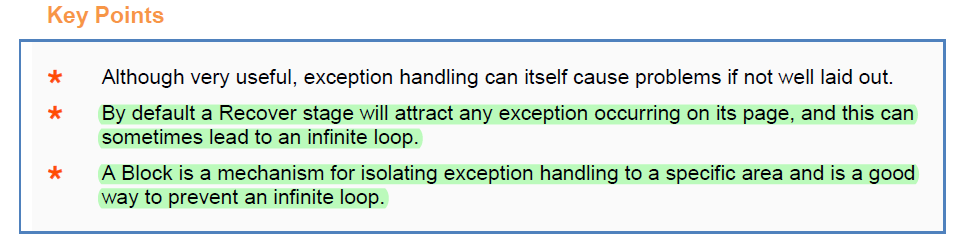 Key Points
* Although very useful, exception handling can itself cause problems if not well laid out.
* By default a Recover stage will attract any exception occurring on its page, and this can
sometimes lead to an infinite loop.
* A Block is a mechanism for isolating exception handling to a specific area and is a good
way to prevent an infinite loop.